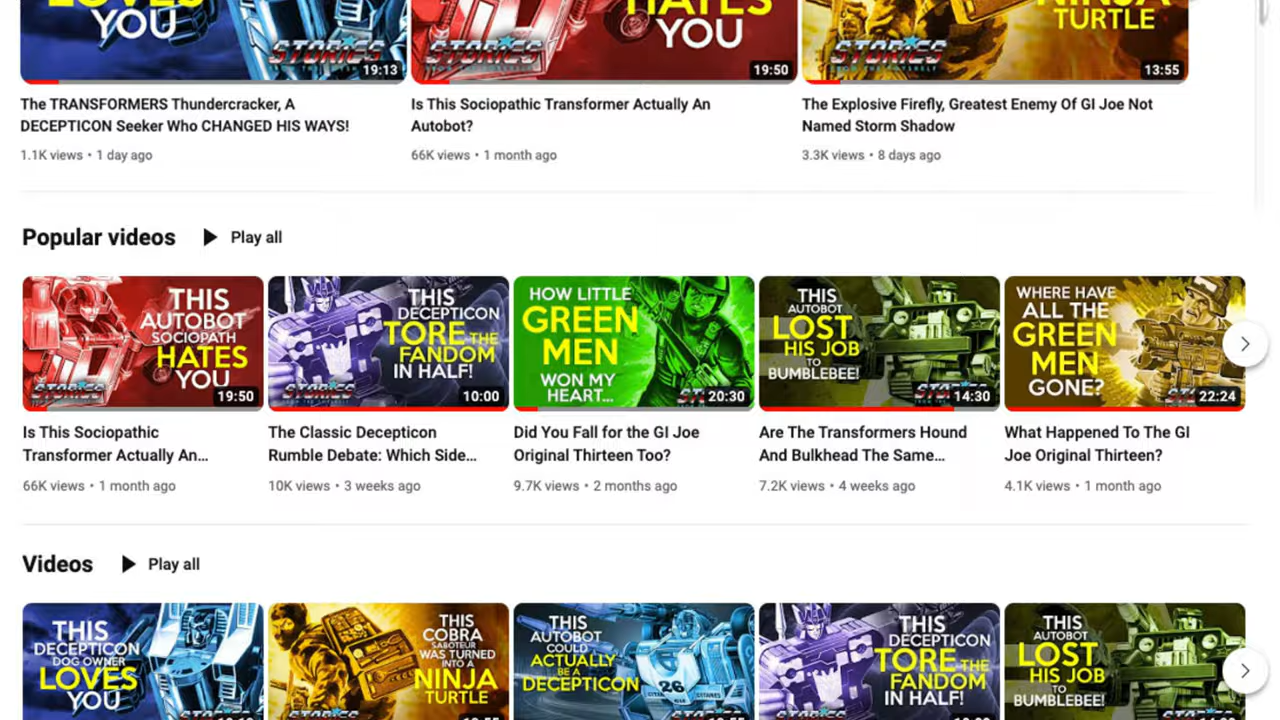 LOVES
YOU
STORIES
19:13
HATES
YOU
STORIES
19:50
NINJA
TURTLE
STORIES
13:55
The TRANSFORMERS Thundercracker, A
DECEPTICON Seeker Who CHANGED HIS WAYS!
1.1K views • 1 day ago
Is This Sociopathic Transformer Actually An
Autobot?
66K views • 1 month ago
The Explosive Firefly, Greatest Enemy Of GI Joe Not
Named Storm Shadow
3.3K views • 8 days ago
Popular videos
Play all
THIS
AUTOBOT
SOCIOPATH
HATES
YOU
STORIES
19:50
THIS
DECEPTICON
TORE THE
FANDOM
IN HALF!
STORIES
10:00
HOW LITTLE
GREEN
MEN
WON MY
HEART...
ST
20:30
THIS
AUTOBOT
LOST
HIS JOB
TO
BUMBLEBEE!
14:30
WHERE HAVE
ALL THE
GREEN
MEN
GONE?
22:24
Is This Sociopathic
Transformer Actually An...
66K views • 1 month ago
The Classic Decepticon
Rumble Debate: Which Side...
10K views • 3 weeks ago
Did You Fall for the GI Joe
Original Thirteen Too?
9.7K views • 2 months ago
Are The Transformers Hound
And Bulkhead The Same...
7.2K views • 4 weeks ago
What Happened To The GI
Joe Original Thirteen?
4.1K views • 1 month ago
Videos
Play all
THIS
DECEPTICON
DOG OWNER
LOVES
YOU
THIS
COBRA
SABOTEUR
WAS TURNED
INTO A
NINJA
TURTLE
THIS
AUTOBOT
COULD
ACTUALLY
BE A
DECEPTICON
26
THIS
DECEPTICON
TORE THE
FANDOM
IN HALF!
THIS
AUTOBOT
LOST
HIS JOB
TO
BUMBLEBEE!